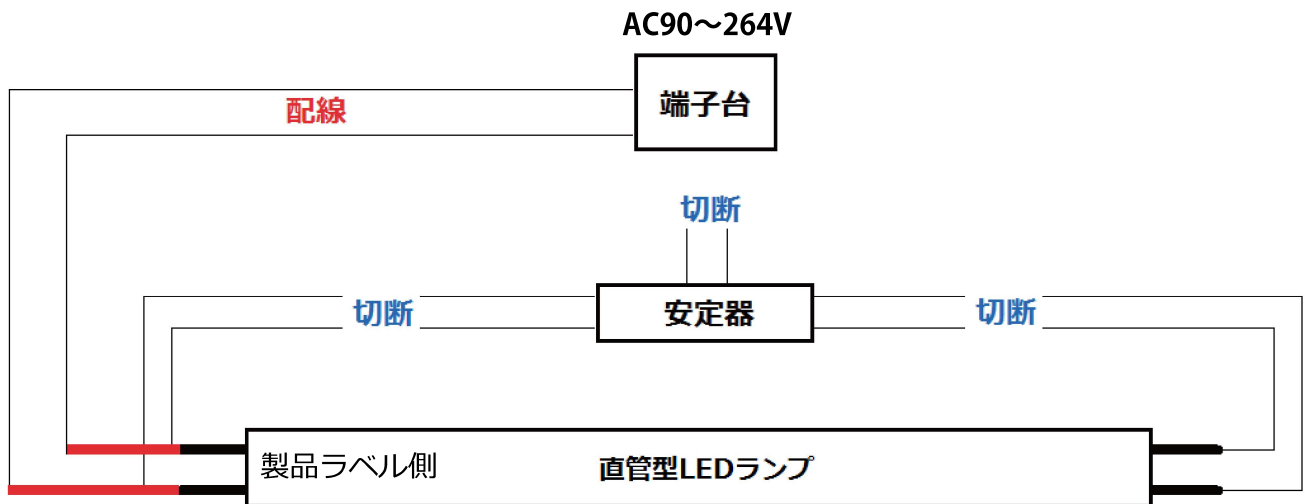 AC90～264V
端子台
配線
切断
切断
安定器
切断
製品ラベル側
直管型LEDランプ